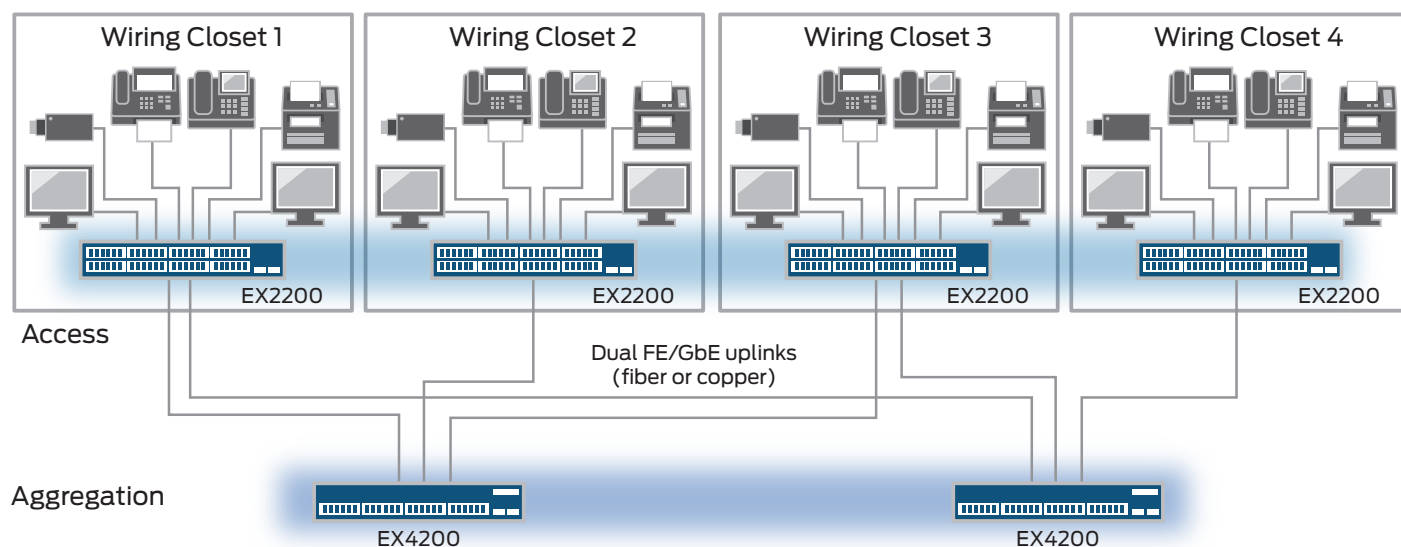 Wiring Closet 1
Wiring Closet 2
Wiring Closet 3
Wiring Closet 4
EX2200
EX2200
EX2200
EX2200
Access
Dual FE/GbE uplinks
(fiber or copper)
Aggregation
EX4200
EX4200